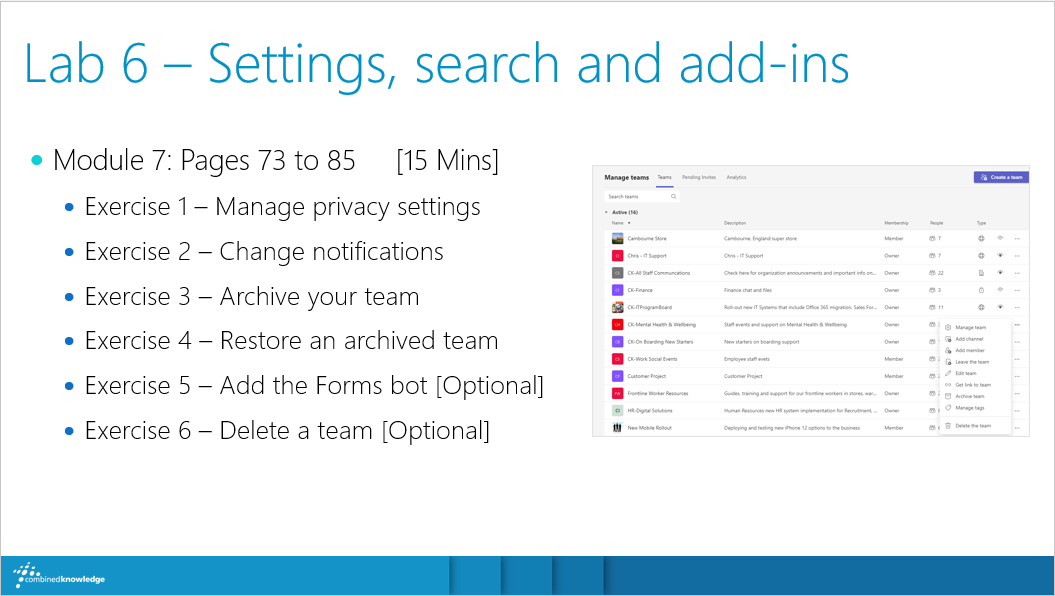 Lab 6 – Settings, search and add-ins
Module 7: Pages 73 to 85 [15 Mins]
Exercise 1 – Manage privacy settings
Exercise 2 – Change notifications
Exercise 3 – Archive your team
Exercise 4 – Restore an archived team
Exercise 5 – Add the Forms bot [Optional]
Exercise 6 – Delete a team [Optional]
Manage teams Teams Pending invites Analytics Create a team
Search teams
Active (16)
Name Description Membership People Type
Cambourne Store Cambourne, England super store Member 7
Chris - IT Support Chris - IT Support Owner 7
CK-All Staff Communcations Check here for organization announcements and important info on... Owner 22
CK-Finance Finance chat and files Owner 3
CK-ITProgramBoard Roll-out new IT Systems that include Office 365 migration, Sales For... Owner 11
CK-Mental Health & Wellbeing Staff events and support on Mental Health & Wellbeing Owner
CK-On Boarding New Starters New starters on boarding support Owner
CK-Work Social Events Employee staff evets Member
Customer Project Customer Project Member
Frontline Worker Resources Guides, training and support for our frontline workers in stores, war... Owner
HR-Digital Solutions Human Resources new HR system implementation for Recruitment, ... Owner
New Mobile Rollout Deploying and testing new iPhone 12 options to the business Member
Manage team
Add channel
Add member
Leave the team
Edit team
Get link to team
Archive team
Manage tags
Delete the team
combinedknowledge